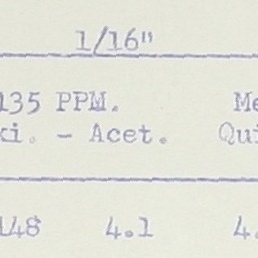 1/16"
135 PPM. Me
ki. - Acet. Qui
148 4.1 4.